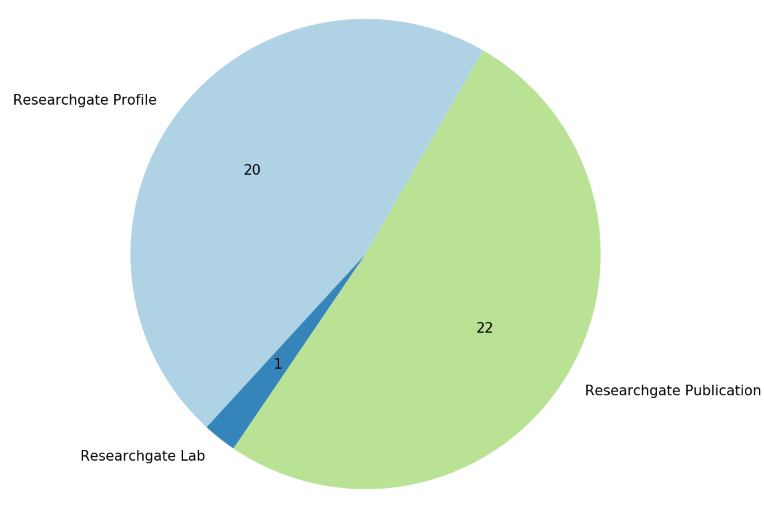 Researchgate Profile
20
22
1
Researchgate Publication
Researchgate Lab